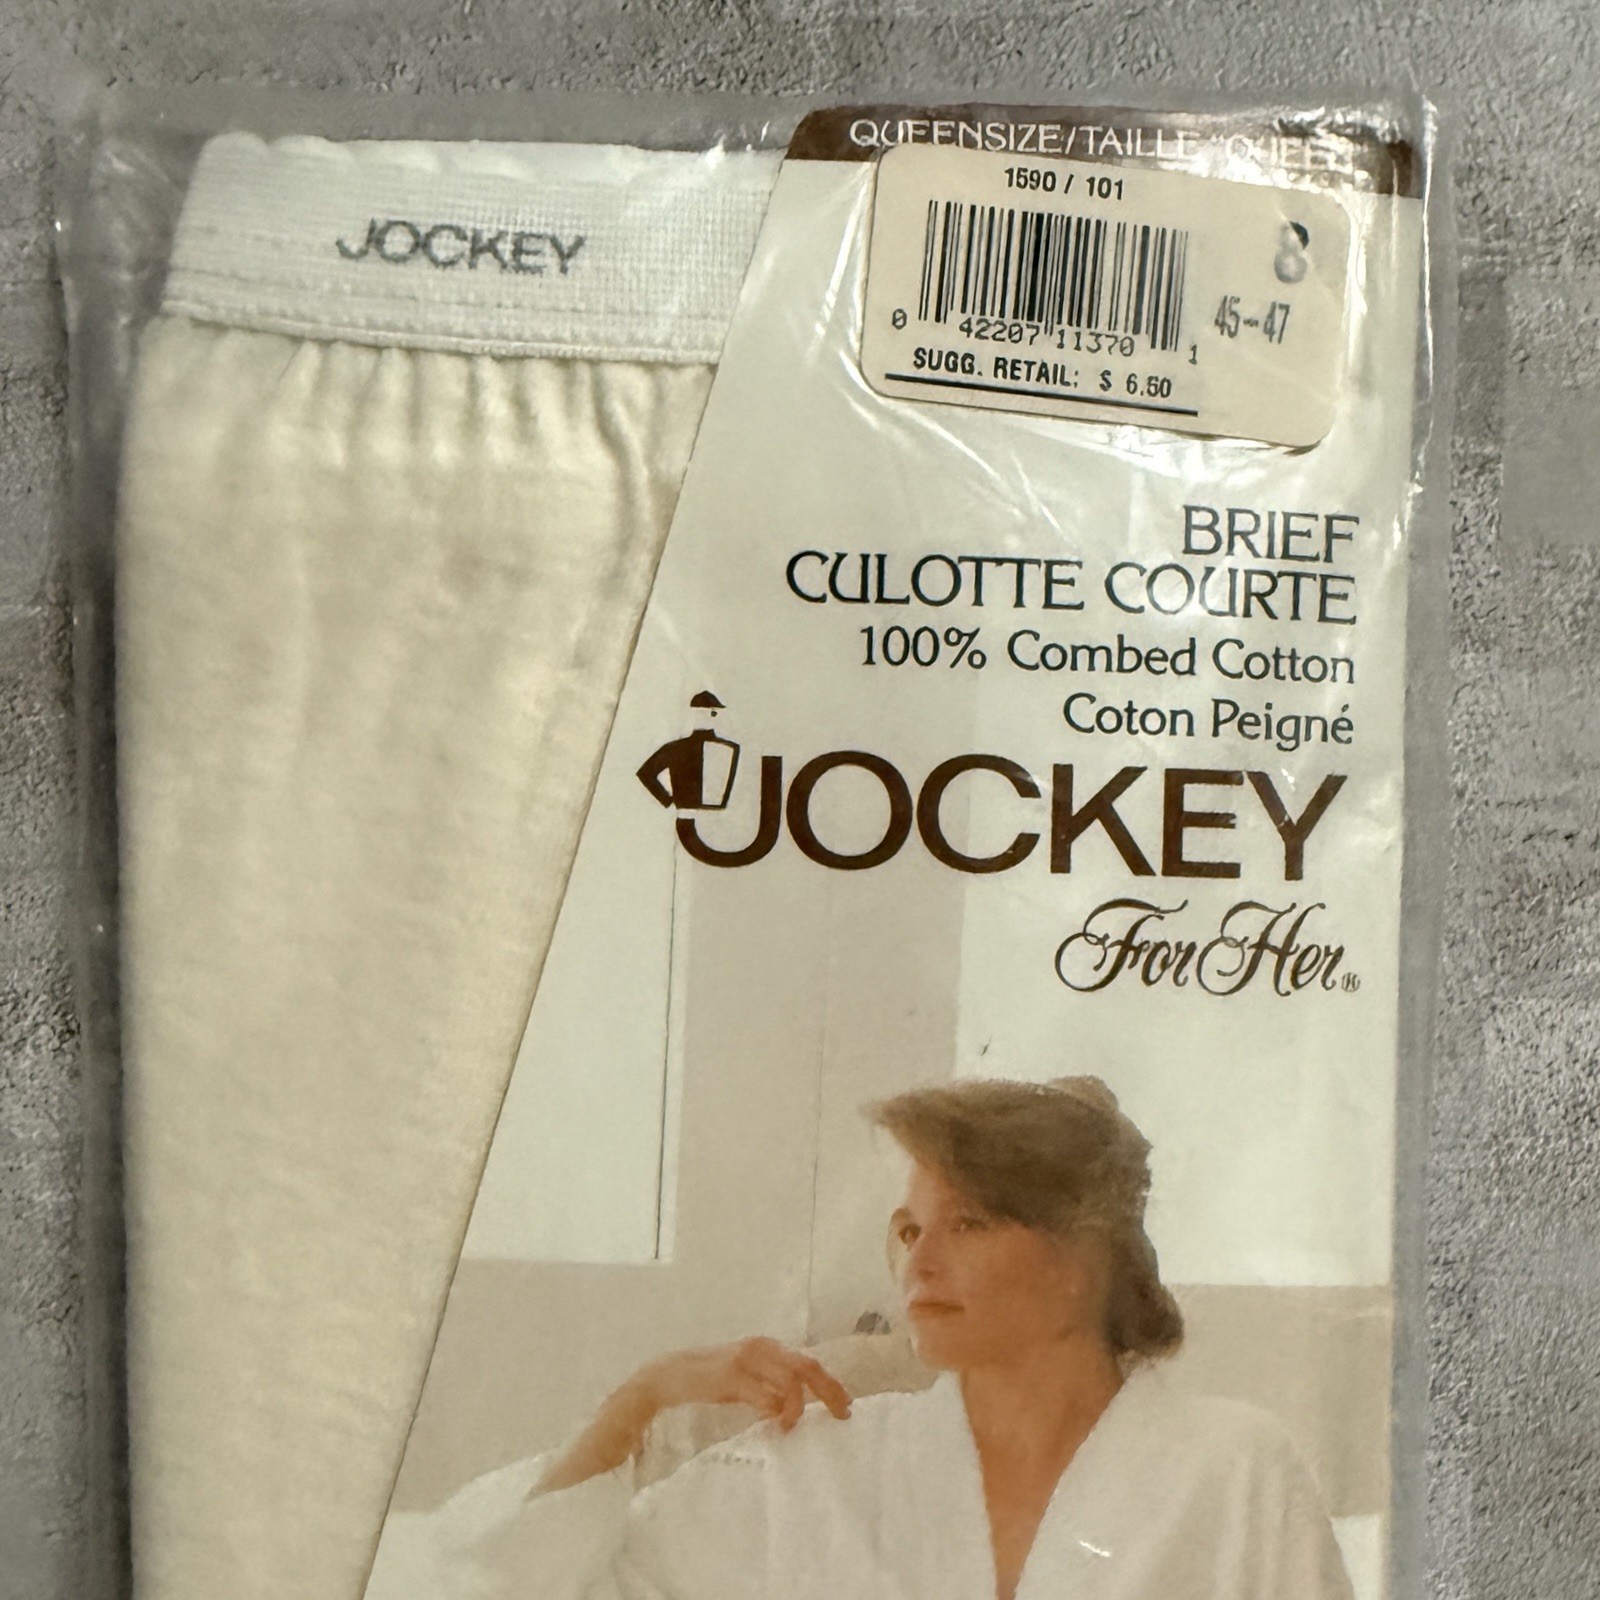 JOCKEY
QUEENSIZE/TAILLE "QUEEN"
1590 / 101
8
45-47
0 42207 11370 1
SUGG. RETAIL: $ 6.50
BRIEF
CULOTTE COURTE
100% Combed Cotton
Coton Peigné
JOCKEY
For Her®